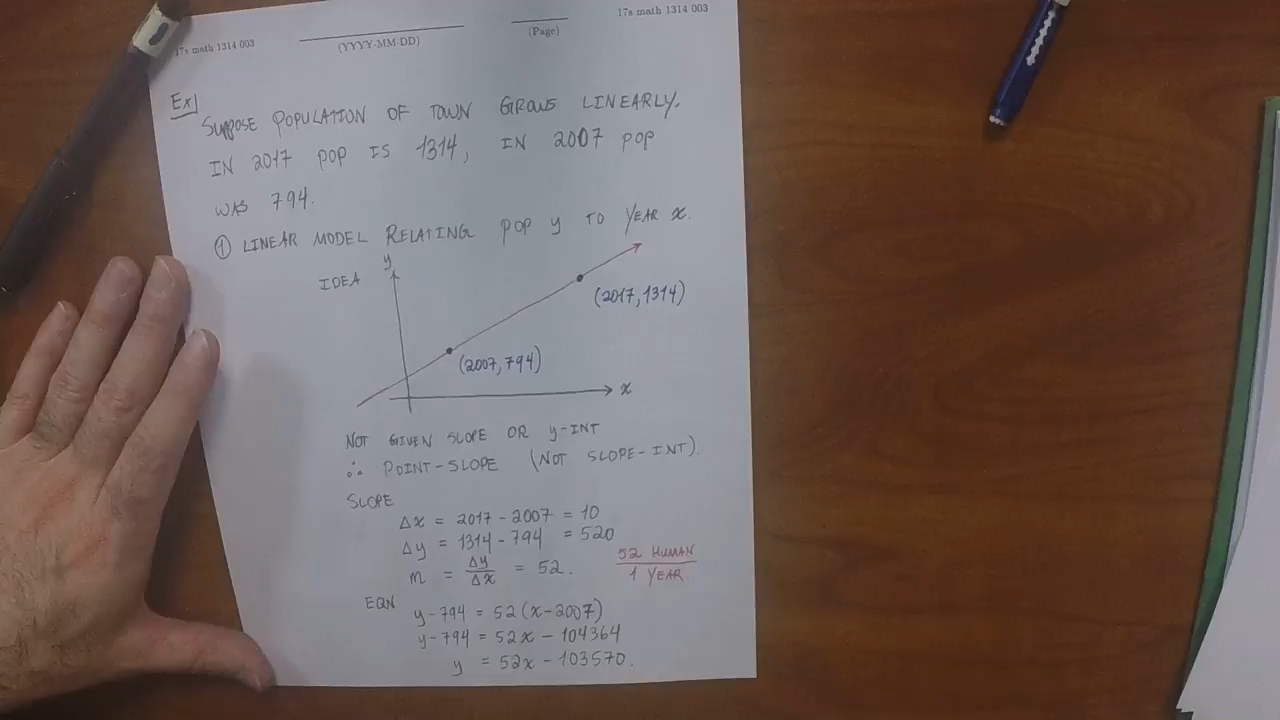 17s math 1314 003
(YYYY-MM-DD)
(Page)
17s math 1314 003
Ex1
SUPPOSE POPULATION OF TOWN GROWS LINEARLY.
IN 2017 POP IS 1314, IN 2007 POP
WAS 794.
① LINEAR MODEL RELATING POP y TO YEAR x.
IDEA
y
(2017, 1314)
(2007, 794)
x
NOT GIVEN SLOPE OR y-INT
∴ POINT-SLOPE (NOT SLOPE-INT).
SLOPE
Δx = 2017 - 2007 = 10
Δy = 1314 - 794 = 520
m = Δy/Δx = 52.
52 HUMAN
1 YEAR
EQN
y - 794 = 52(x - 2007)
y - 794 = 52x - 104364
y = 52x - 103570.